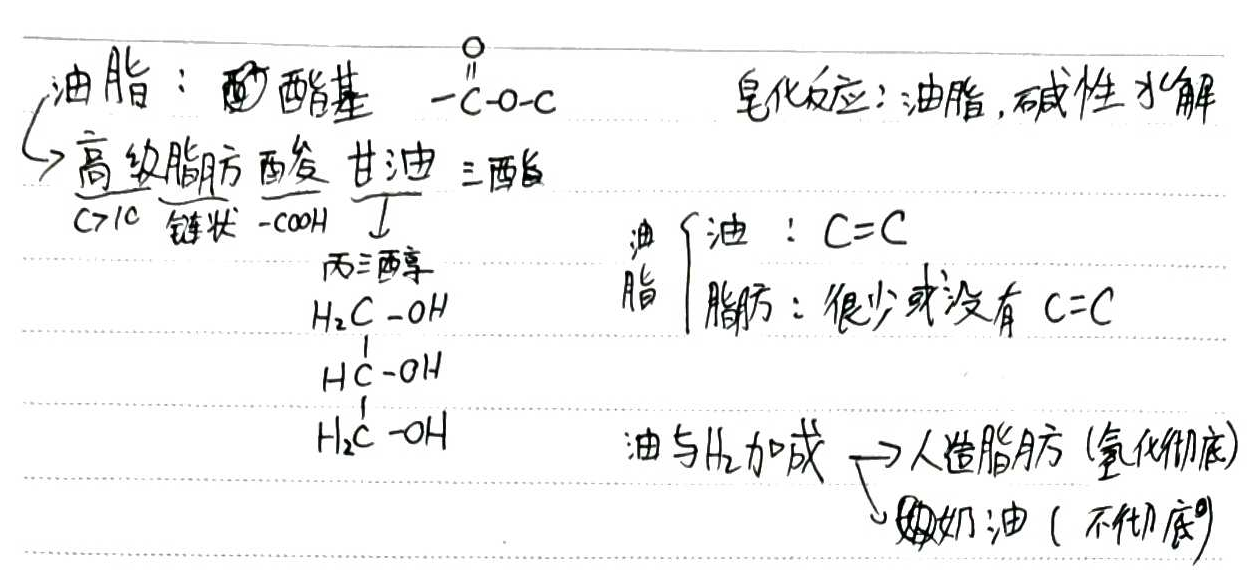 油脂：酯基 -C-O-C
O
||
高级脂肪酸甘油三酯
C>10 链状 -COOH
↓
丙三醇
H₂C-OH
HC-OH
H₂C-OH
皂化反应：油脂，碱性水解
油脂 { 油：C=C
脂肪：很少或没有 C=C
油与H₂加成 → 人造脂肪（氢化彻底）
奶油（不彻底）